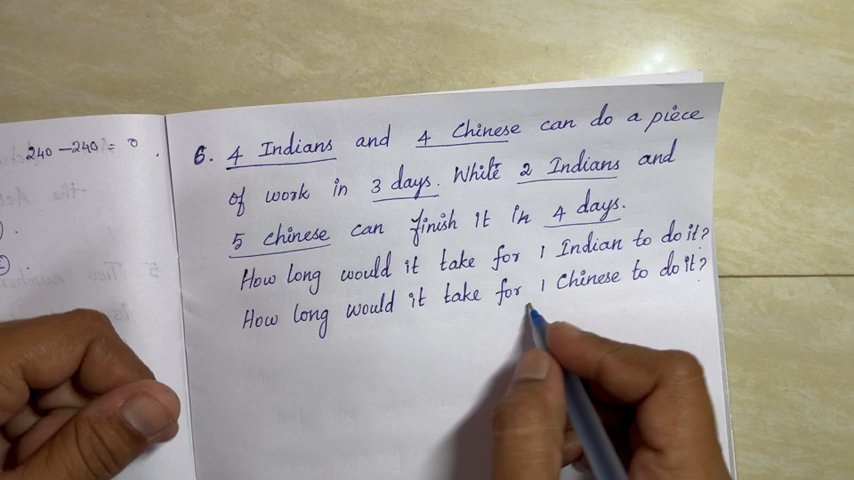 240 - 240 = 0 .
6. 4 Indians and 4 Chinese can do a piece
of work in 3 days. While 2 Indians and
5 chinese can finish it in 4 days.
How long would it take for 1 Indian to do it?
How long would it take for 1 Chinese to do it?